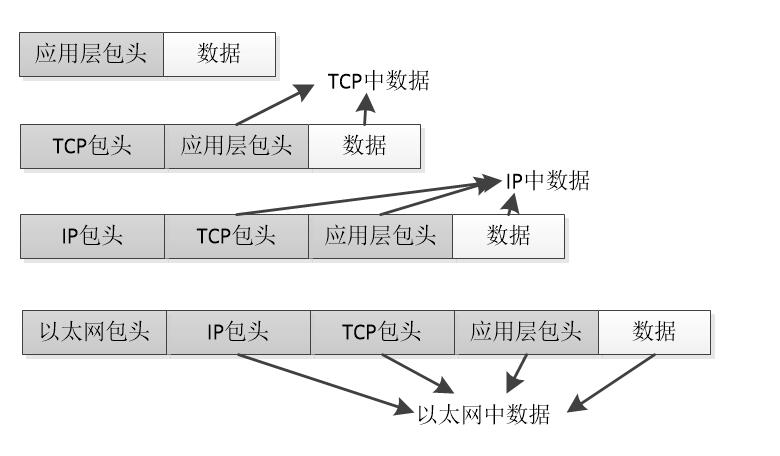 应用层包头 数据
TCP中数据
TCP包头 应用层包头 数据
IP中数据
IP包头 TCP包头 应用层包头 数据
以太网包头 IP包头 TCP包头 应用层包头 数据
以太网中数据